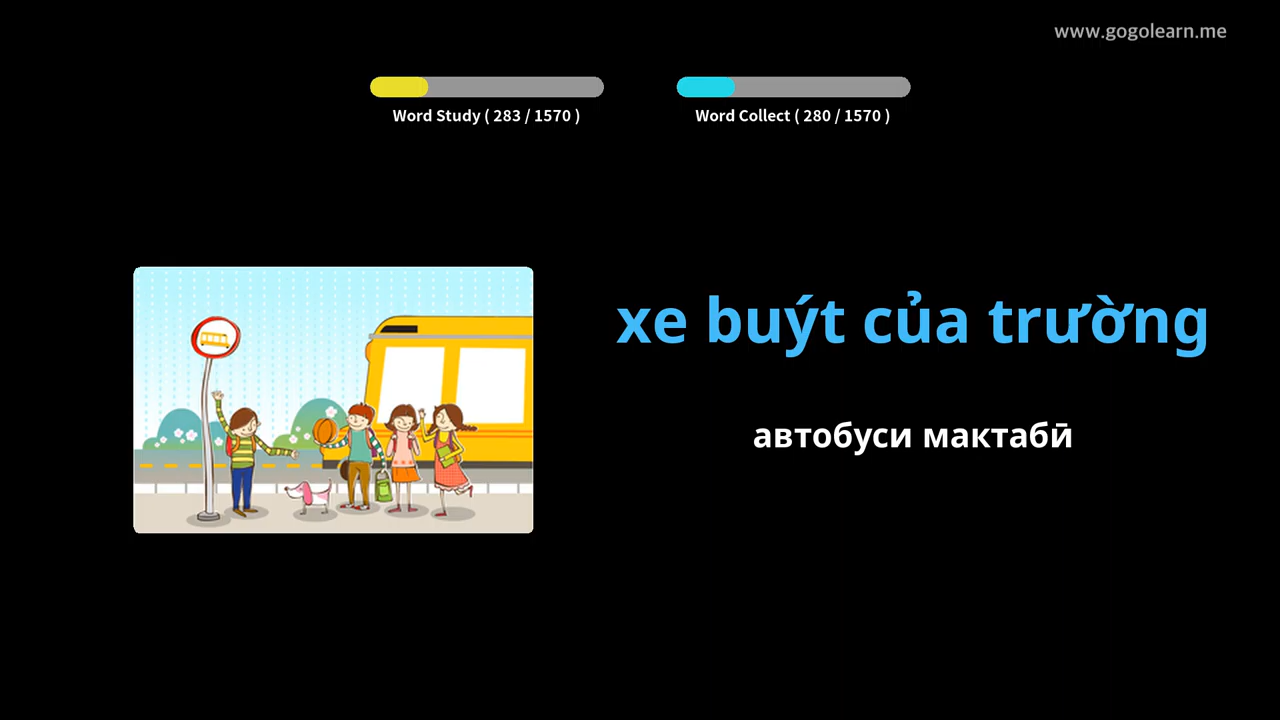 www.gogolearn.me
Word Study ( 283 / 1570 )
Word Collect ( 280 / 1570 )
xe buýt của trường
автобуси мактабӣ